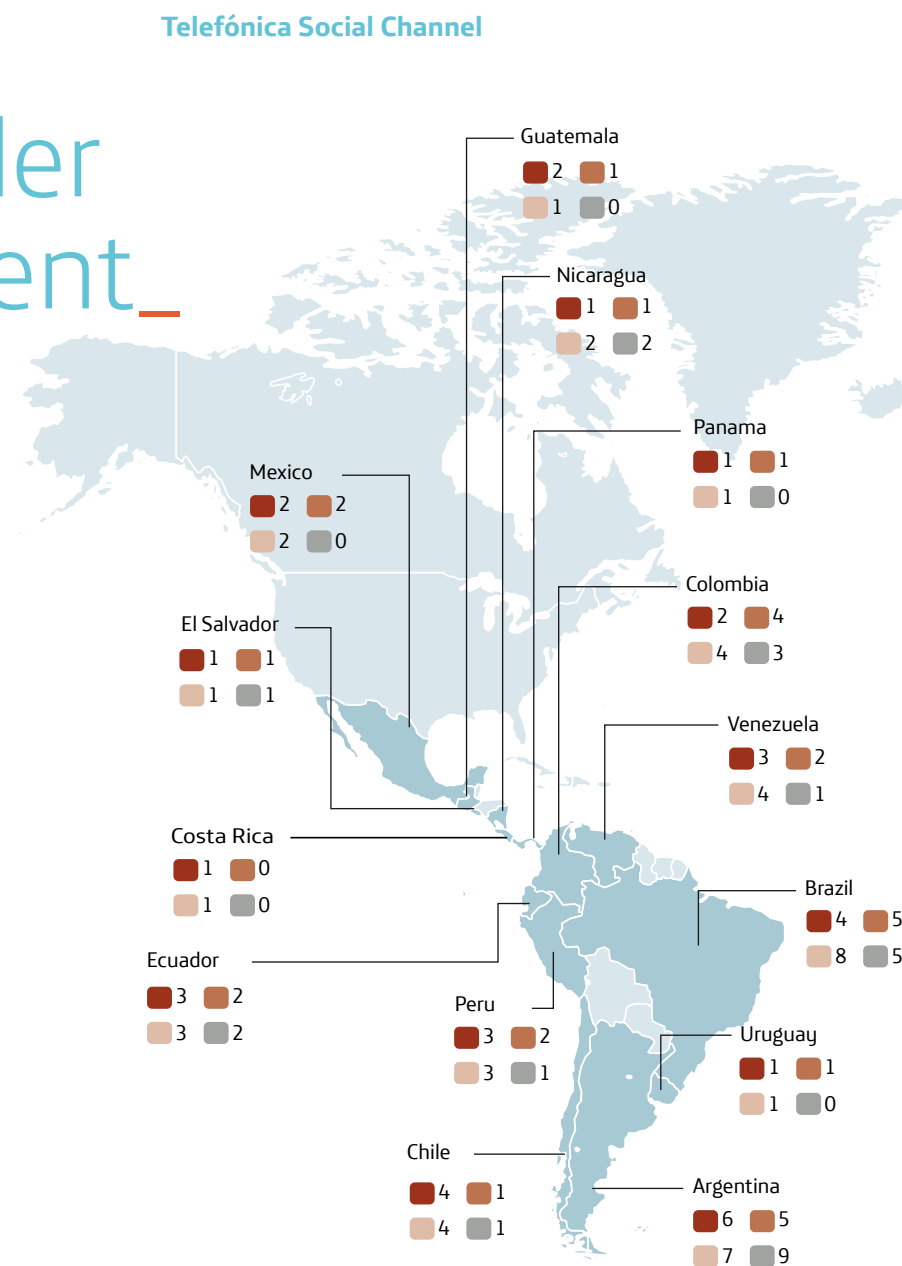 Telefónica Social Channel
ent_
Guatemala
2 1
1 0
Nicaragua
1 1
2 2
Panama
1 1
1 0
Mexico
2 2
2 0
Colombia
2 4
4 3
El Salvador
1 1
1 1
Venezuela
3 2
4 1
Costa Rica
1 0
1 0
Brazil
4 5
8 5
Ecuador
3 2
3 2
Peru
3 2
3 1
Uruguay
1 1
1 0
Chile
4 1
4 1
Argentina
6 5
7 9